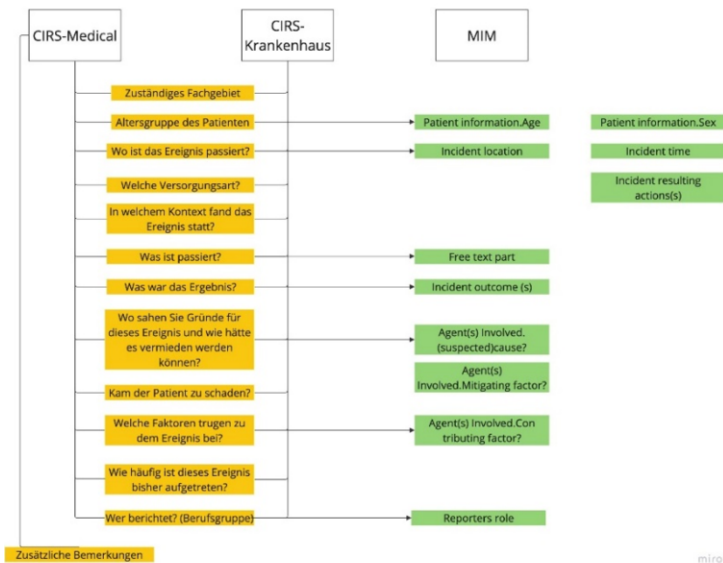 CIRS-Medical
CIRS-
Krankenhaus
MIM
Zuständiges Fachgebiet
Altersgruppe des Patienten
Patient information.Age
Patient information.Sex
Wo ist das Ereignis passiert?
Incident location
Incident time
Welche Versorgungsart?
Incident resulting
actions(s)
In welchem Kontext fand das
Ereignis statt?
Was ist passiert?
Free text part
Was war das Ergebnis?
Incident outcome (s)
Wo sahen Sie Gründe für
dieses Ereignis und wie hätte
es vermieden werden
können?
Agent(s) Involved.
(suspected)cause?
Agent(s)
Involved.Mitigating factor?
Kam der Patient zu schaden?
Welche Faktoren trugen zu
dem Ereignis bei?
Agent(s) Involved.Con
tributing factor?
Wie häufig ist dieses Ereignis
bisher aufgetreten?
Wer berichtet? (Berufsgruppe)
Reporters role
Zusätzliche Bemerkungen
miro